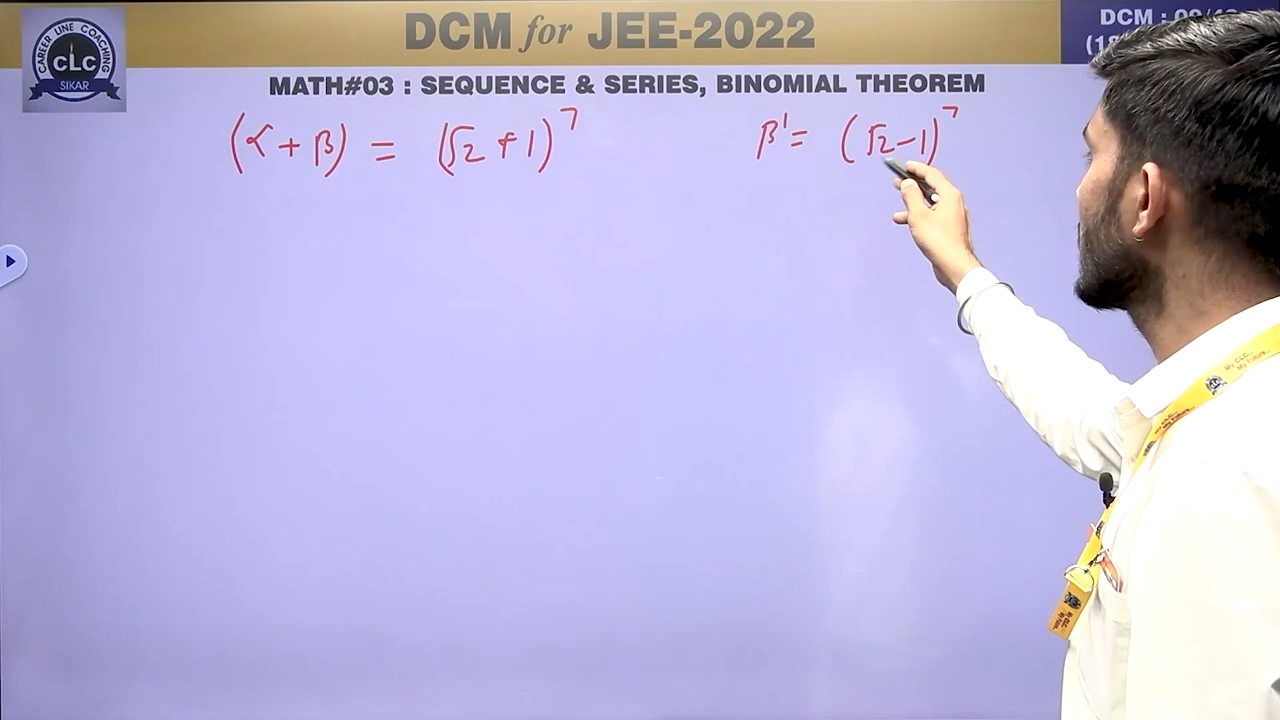 DCM for JEE-2022
CAREER LINE COACHING
CLC
SIKAR
MATH#03 : SEQUENCE & SERIES, BINOMIAL THEOREM
(α + β) = (√2 + 1)^7
β' = (√2 - 1)^7